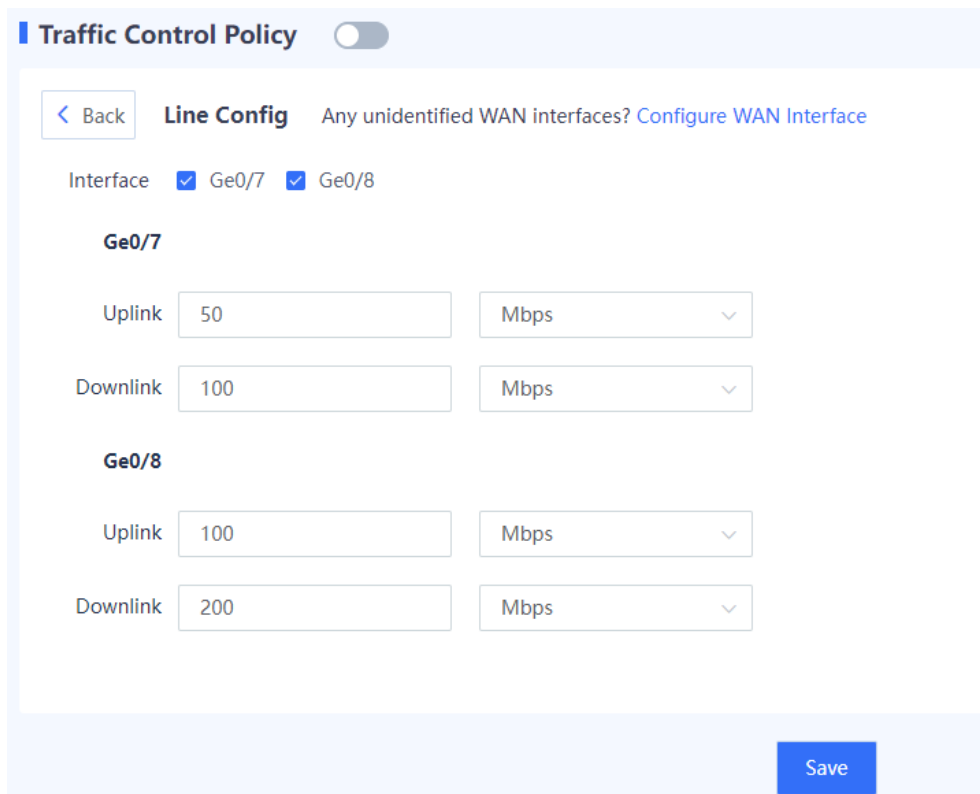 Traffic Control Policy
Back Line Config Any unidentified WAN interfaces? Configure WAN Interface
Interface Ge0/7 Ge0/8
Ge0/7
Uplink 50 Mbps
Downlink 100 Mbps
Ge0/8
Uplink 100 Mbps
Downlink 200 Mbps
Save